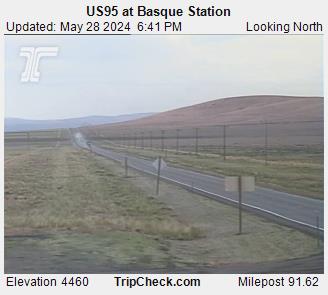 US95 at Basque Station
Updated: May 28 2024 6:41 PM Looking North
Elevation 4460 TripCheck.com Milepost 91.62